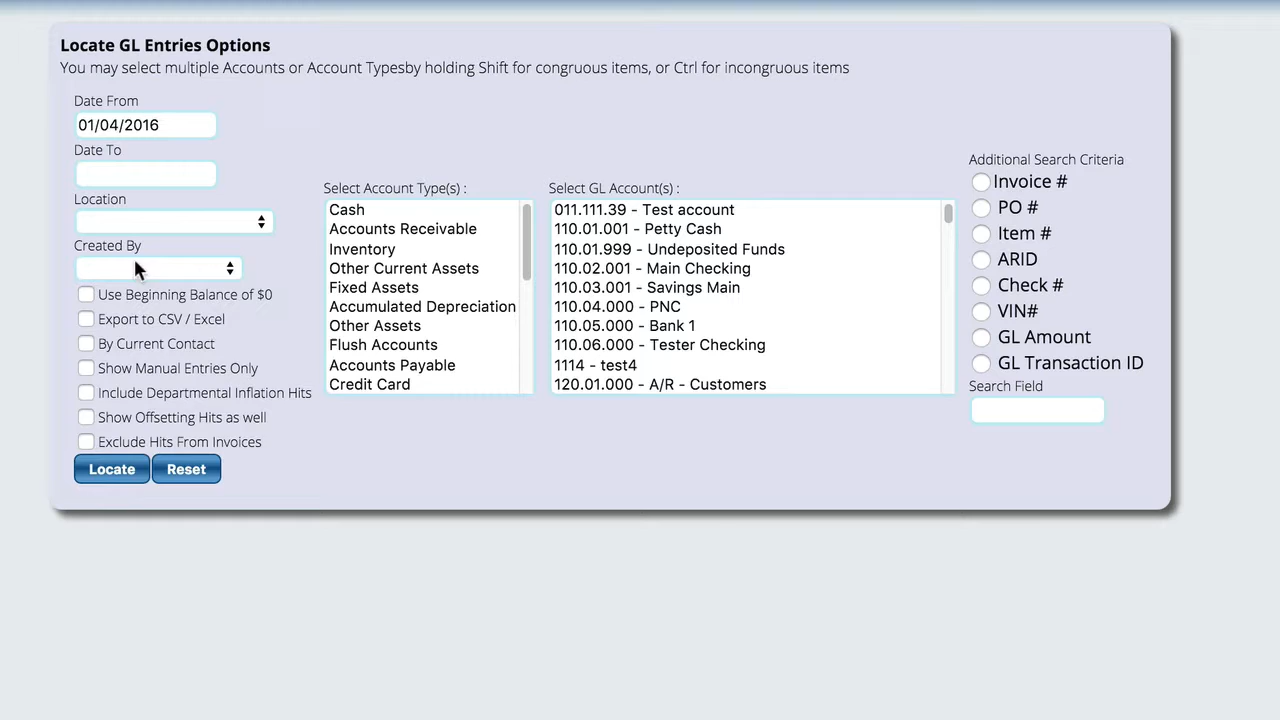 Locate GL Entries Options
You may select multiple Accounts or Account Typesby holding Shift for congruous items, or Ctrl for incongruous items
Date From
01/04/2016
Date To
Location
Created By
Use Beginning Balance of $0
Export to CSV / Excel
By Current Contact
Show Manual Entries Only
Include Departmental Inflation Hits
Show Offsetting Hits as well
Exclude Hits From Invoices
Locate
Reset
Select Account Type(s) :
Cash
Accounts Receivable
Inventory
Other Current Assets
Fixed Assets
Accumulated Depreciation
Other Assets
Flush Accounts
Accounts Payable
Credit Card
Select GL Account(s) :
011.111.39 - Test account
110.01.001 - Petty Cash
110.01.999 - Undeposited Funds
110.02.001 - Main Checking
110.03.001 - Savings Main
110.04.000 - PNC
110.05.000 - Bank 1
110.06.000 - Tester Checking
1114 - test4
120.01.000 - A/R - Customers
Additional Search Criteria
Invoice #
PO #
Item #
ARID
Check #
VIN#
GL Amount
GL Transaction ID
Search Field